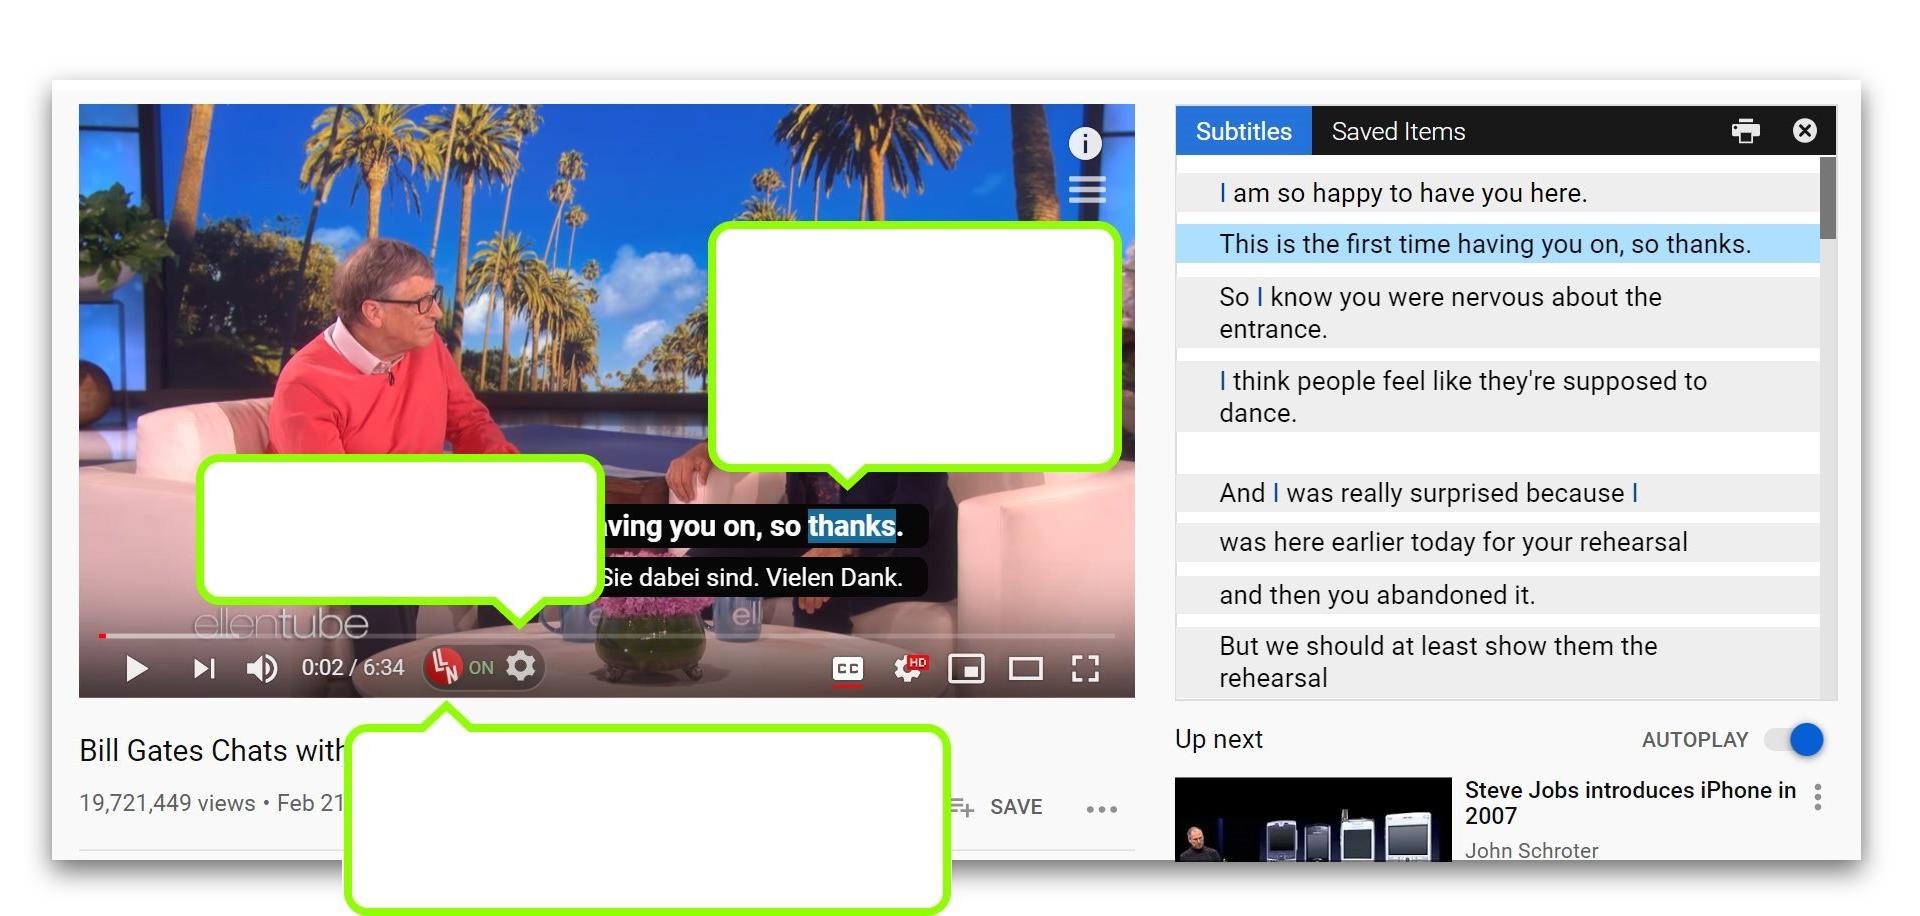 Subtitles Saved Items
I am so happy to have you here.
This is the first time having you on, so thanks.
So I know you were nervous about the
entrance.
I think people feel like they're supposed to
dance.
And I was really surprised because I
was here earlier today for your rehearsal
and then you abandoned it.
But we should at least show them the
rehearsal
you on, so thanks.
Sie dabei sind. Vielen Dank.
ellentube
ell
0:02 / 6:34 LLN ON CC HD
Bill Gates Chats with
19,721,449 views • Feb 21
SAVE
Up next AUTOPLAY
Steve Jobs introduces iPhone in
2007
John Schroter